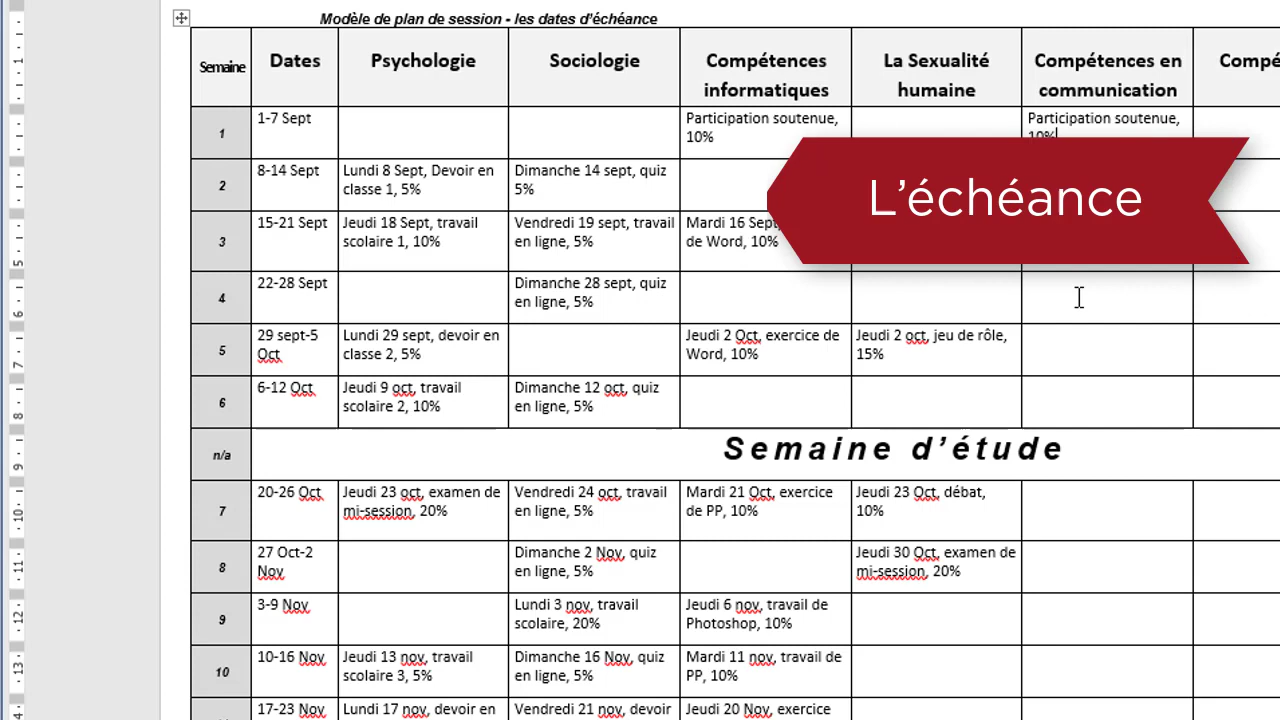 Modèle de plan de session - les dates d’échéance
Semaine Dates Psychologie Sociologie Compétences La Sexualité Compétences en
informatiques humaine communication
1 1-7 Sept Participation soutenue, Participation soutenue,
10% 10%
L’échéance
2 8-14 Sept Lundi 8 Sept, Devoir en Dimanche 14 sept, quiz
classe 1, 5% 5%
3 15-21 Sept Jeudi 18 Sept, travail Vendredi 19 sept, travail Mardi 16 Sept,
scolaire 1, 10% en ligne, 5% de Word, 10%
4 22-28 Sept Dimanche 28 sept, quiz
en ligne, 5%
5 29 sept-5 Lundi 29 sept, devoir en Jeudi 2 Oct, exercice de Jeudi 2 oct, jeu de rôle,
Oct classe 2, 5% Word, 10% 15%
6 6-12 Oct Jeudi 9 oct, travail Dimanche 12 oct, quiz
scolaire 2, 10% en ligne, 5%
n/a Semaine d’étude
7 20-26 Oct Jeudi 23 oct, examen de Vendredi 24 oct, travail Mardi 21 Oct, exercice Jeudi 23 Oct, débat,
mi-session, 20% en ligne, 5% de PP, 10% 10%
8 27 Oct-2 Dimanche 2 Nov, quiz Jeudi 30 Oct, examen de
Nov en ligne, 5% mi-session, 20%
9 3-9 Nov Lundi 3 nov, travail Jeudi 6 nov, travail de
scolaire, 20% Photoshop, 10%
10 10-16 Nov Jeudi 13 nov, travail Dimanche 16 Nov, quiz Mardi 11 nov, travail de
scolaire 3, 5% en ligne, 5% PP, 10%
17-23 Nov Lundi 17 nov, devoir en Vendredi 21 nov, devoir Jeudi 20 Nov, exercice